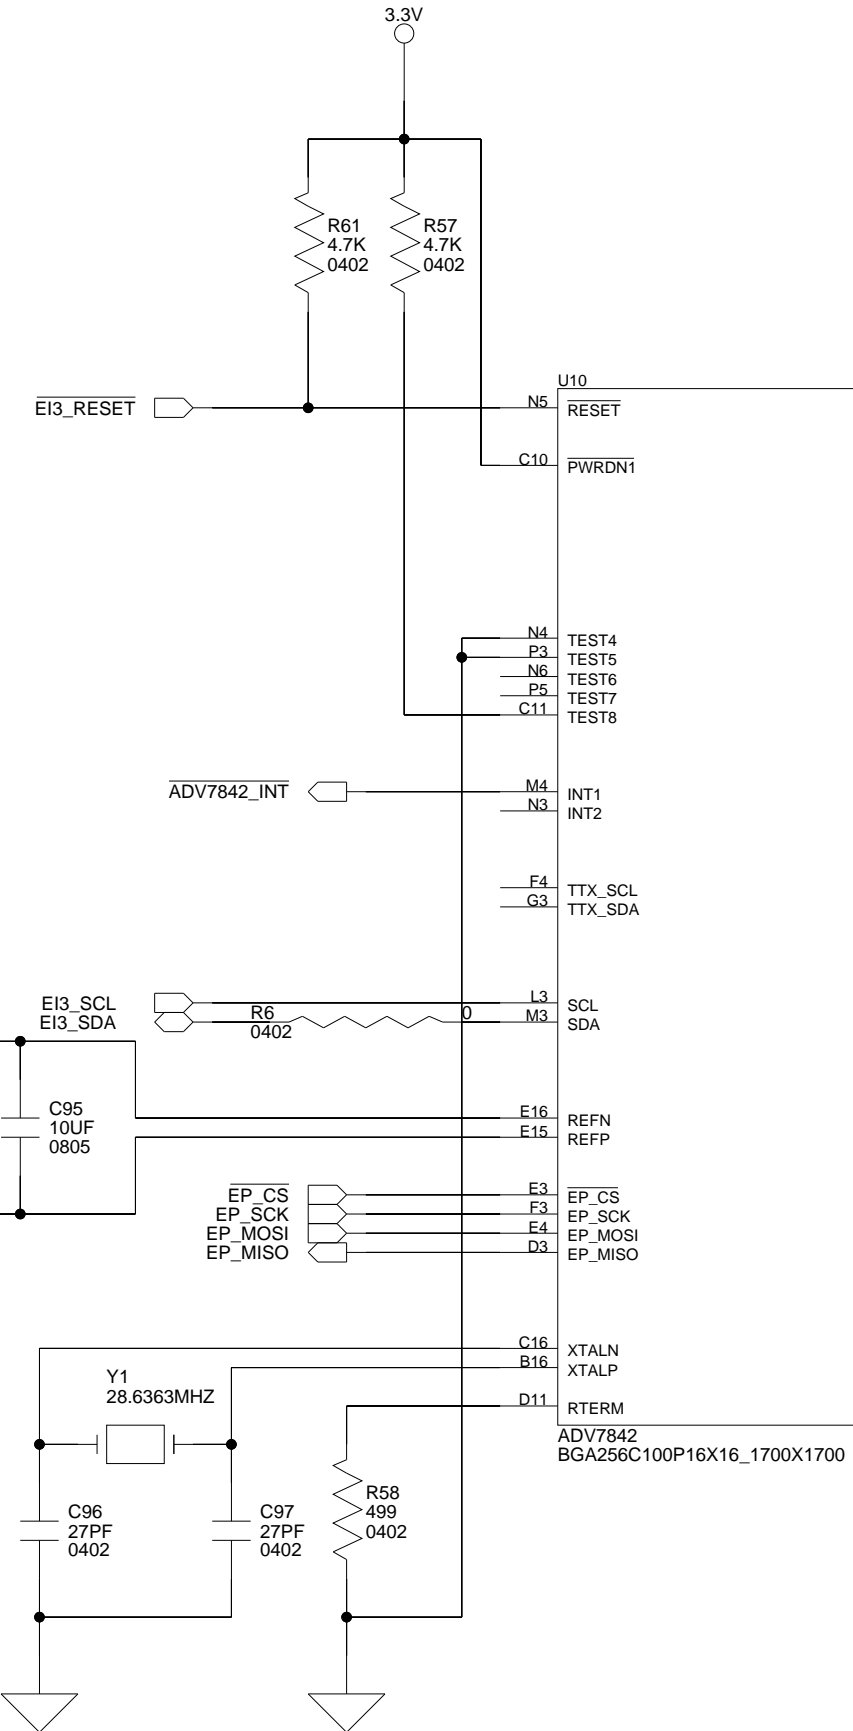 3.3V
R61
4.7K
0402
R57
4.7K
0402
U10
EI3_RESET
N5
RESET
C10
PWRDN1
N4
TEST4
P3
TEST5
N6
TEST6
P5
TEST7
C11
TEST8
ADV7842_INT
M4
INT1
N3
INT2
F4
TTX_SCL
G3
TTX_SDA
EI3_SCL
L3
SCL
EI3_SDA
R6
0402
0
M3
SDA
C95
10UF
0805
E16
REFN
E15
REFP
EP_CS
E3
EP_CS
EP_SCK
F3
EP_SCK
EP_MOSI
E4
EP_MOSI
EP_MISO
D3
EP_MISO
C16
XTALN
B16
XTALP
Y1
28.6363MHZ
D11
RTERM
ADV7842
BGA256C100P16X16_1700X1700
C96
27PF
0402
C97
27PF
0402
R58
499
0402